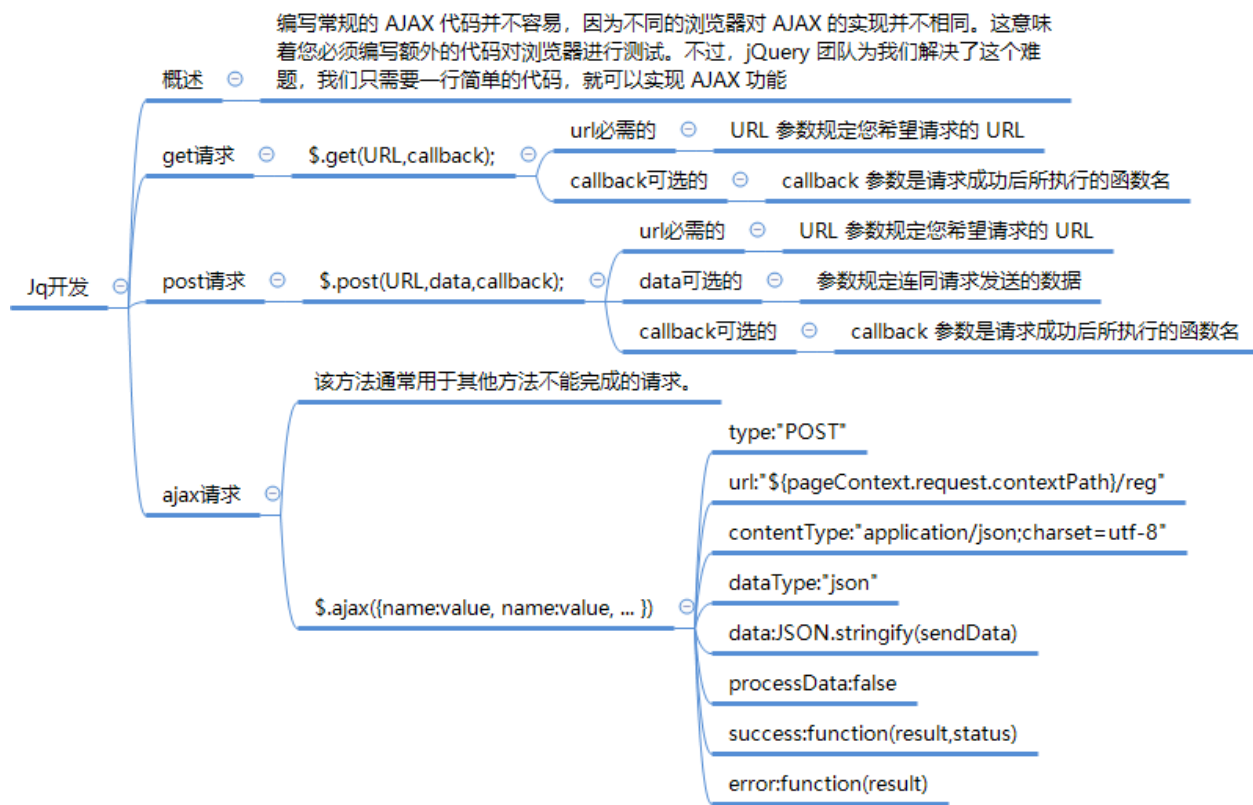 编写常规的 AJAX 代码并不容易，因为不同的浏览器对 AJAX 的实现并不相同。这意味
着您必须编写额外的代码对浏览器进行测试。不过，jQuery 团队为我们解决了这个难
题，我们只需要一行简单的代码，就可以实现 AJAX 功能
概述
url必需的
URL 参数规定您希望请求的 URL
get请求
$.get(URL,callback);
callback可选的
callback 参数是请求成功后所执行的函数名
url必需的
URL 参数规定您希望请求的 URL
Jq开发
post请求
$.post(URL,data,callback);
data可选的
参数规定连同请求发送的数据
callback可选的
callback 参数是请求成功后所执行的函数名
该方法通常用于其他方法不能完成的请求。
ajax请求
$.ajax({name:value, name:value, ... })
type:"POST"
url:"${pageContext.request.contextPath}/reg"
contentType:"application/json;charset=utf-8"
dataType:"json"
data:JSON.stringify(sendData)
processData:false
success:function(result,status)
error:function(result)